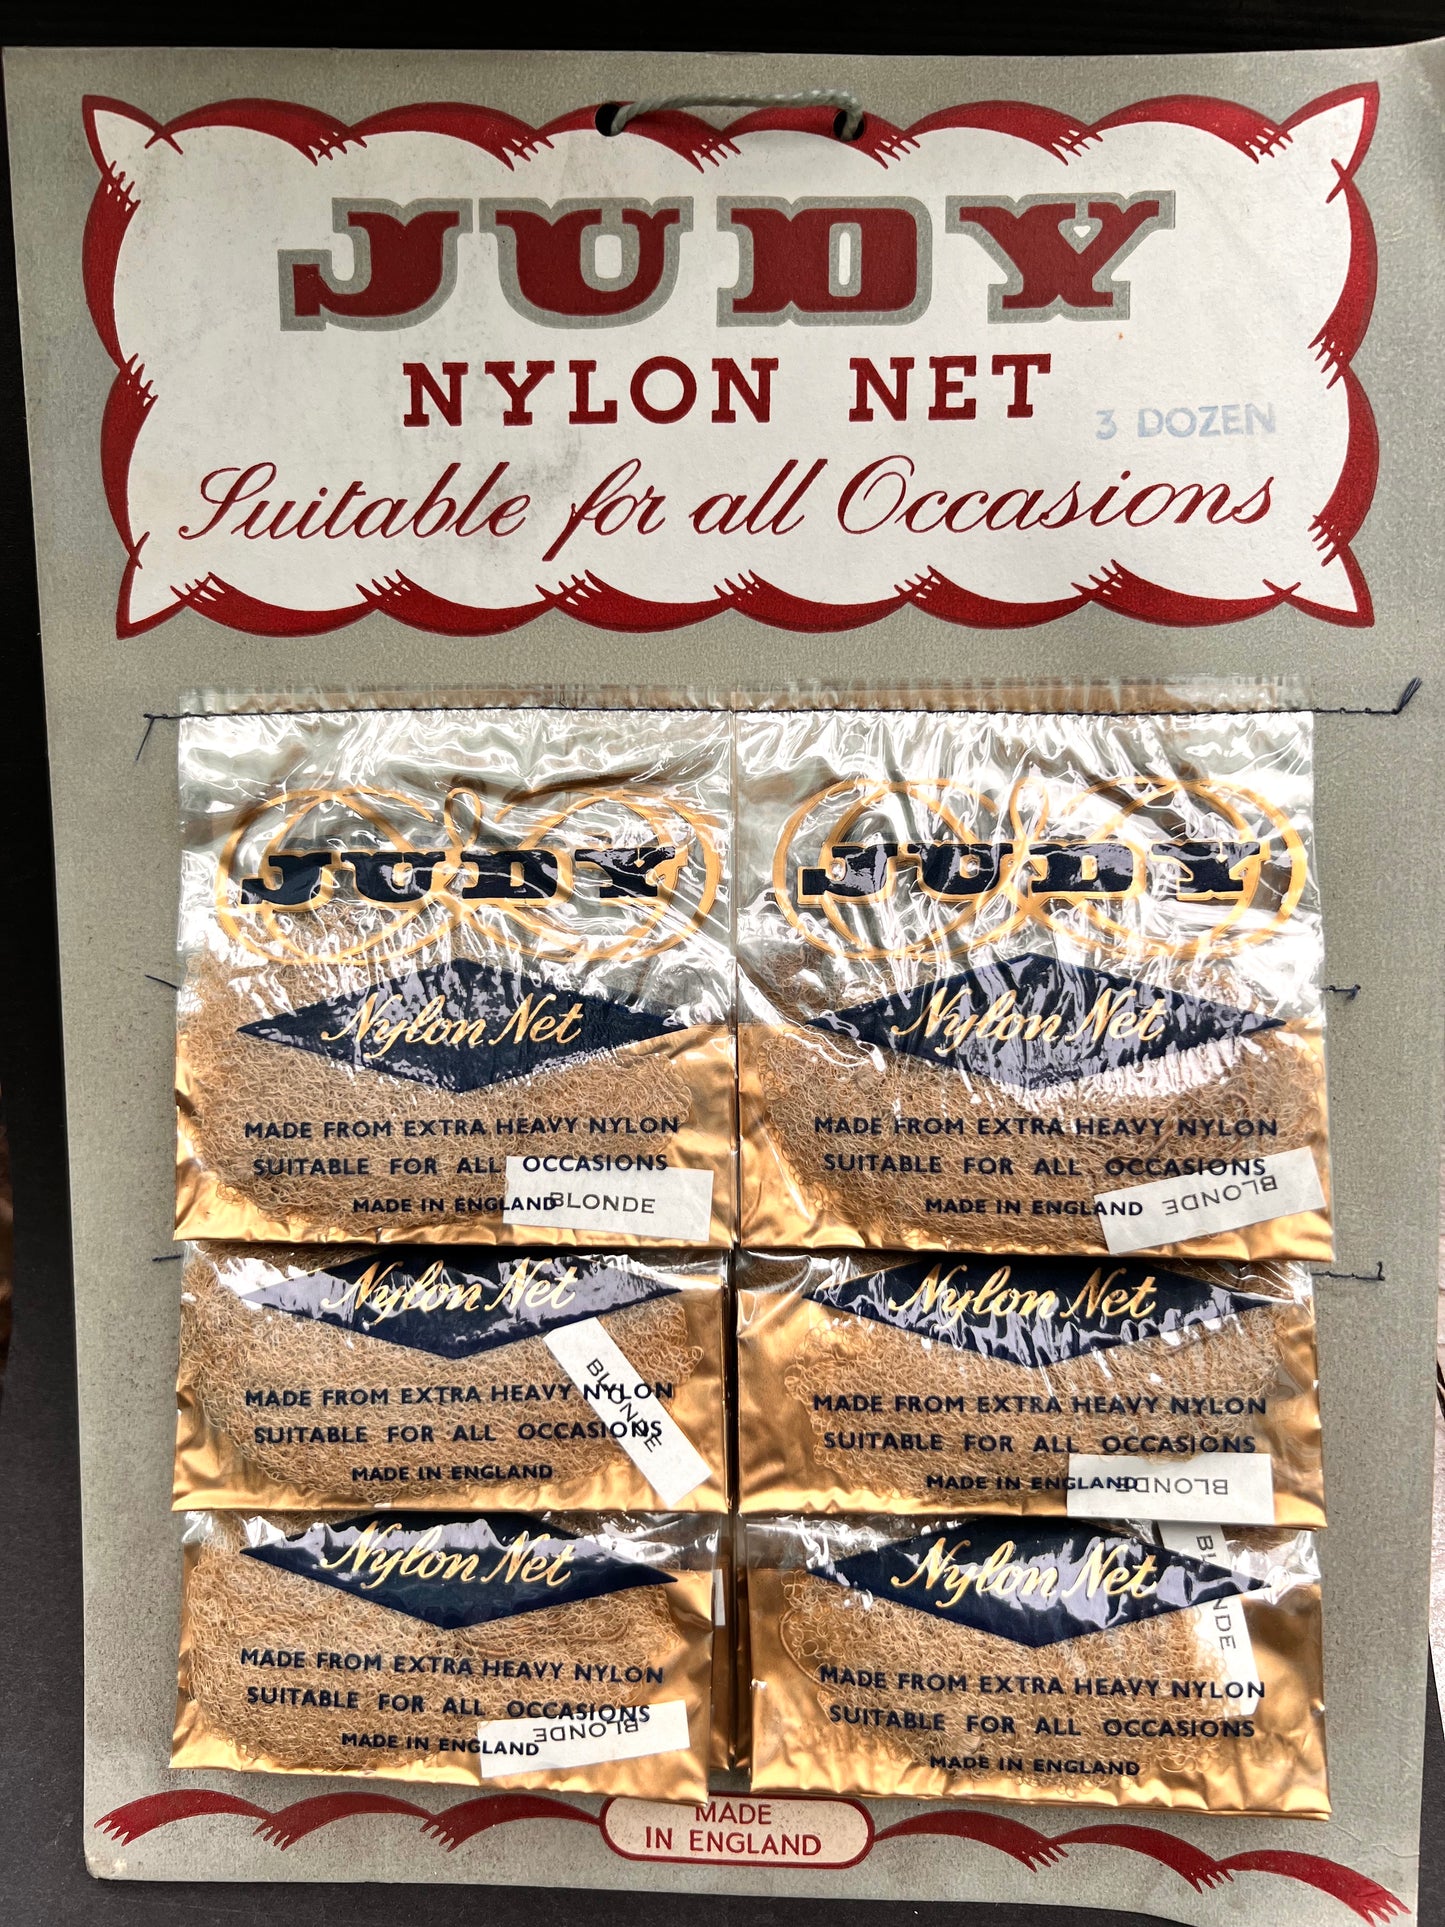 JUDY
NYLON NET
3 DOZEN
Suitable for all Occasions
JUDY
Nylon Net
MADE FROM EXTRA HEAVY NYLON
SUITABLE FOR ALL OCCASIONS
MADE IN ENGLAND
BLONDE
JUDY
Nylon Net
MADE FROM EXTRA HEAVY NYLON
SUITABLE FOR ALL OCCASIONS
MADE IN ENGLAND
BLONDE
Nylon Net
MADE FROM EXTRA HEAVY NYLON
SUITABLE FOR ALL OCCASIONS
MADE IN ENGLAND
BLONDE
Nylon Net
MADE FROM EXTRA HEAVY NYLON
SUITABLE FOR ALL OCCASIONS
MADE IN ENGLAND
BLONDE
Nylon Net
MADE FROM EXTRA HEAVY NYLON
SUITABLE FOR ALL OCCASIONS
MADE IN ENGLAND
BLONDE
Nylon Net
BLONDE
MADE FROM EXTRA HEAVY NYLON
SUITABLE FOR ALL OCCASIONS
MADE IN ENGLAND
MADE
IN ENGLAND